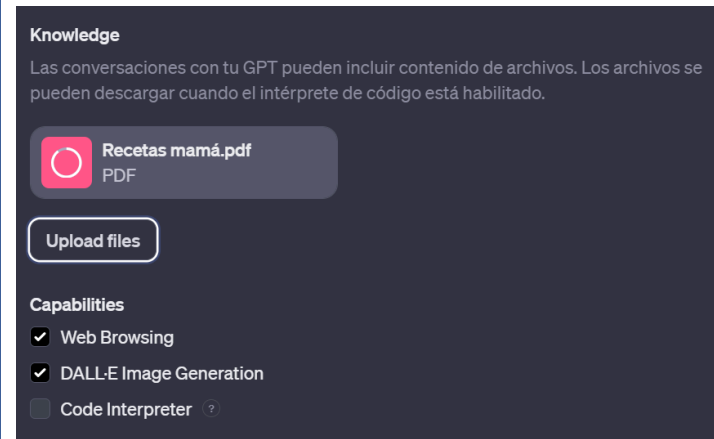 Knowledge
Las conversaciones con tu GPT pueden incluir contenido de archivos. Los archivos se
pueden descargar cuando el intérprete de código está habilitado.
Recetas mamá.pdf
PDF
Upload files
Capabilities
Web Browsing
DALL·E Image Generation
Code Interpreter ?